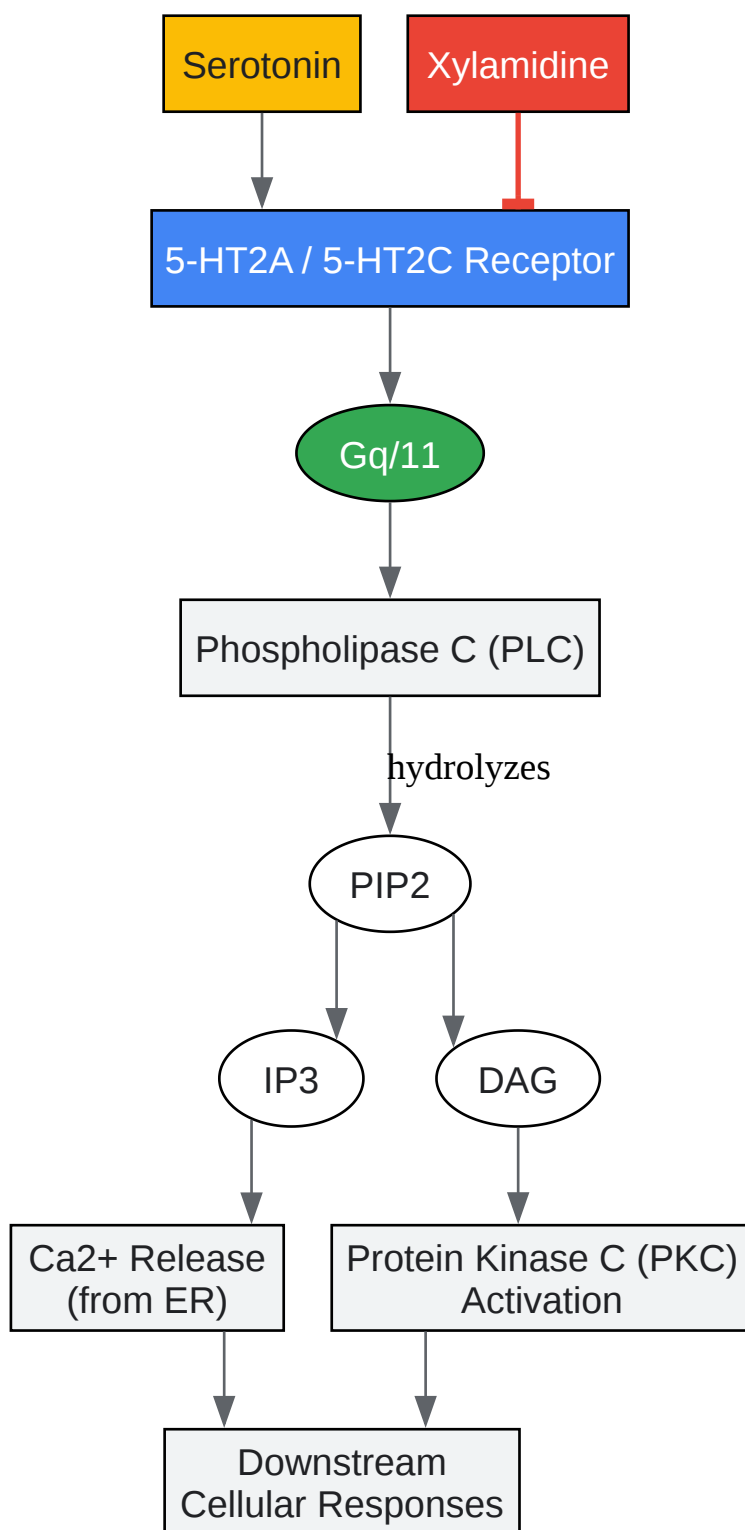 Serotonin
Xylamidine
5-HT2A / 5-HT2C Receptor
Gq/11
Phospholipase C (PLC)
hydrolyzes
PIP2
IP3
DAG
Ca2+ Release
(from ER)
Protein Kinase C (PKC)
Activation
Downstream
Cellular Responses